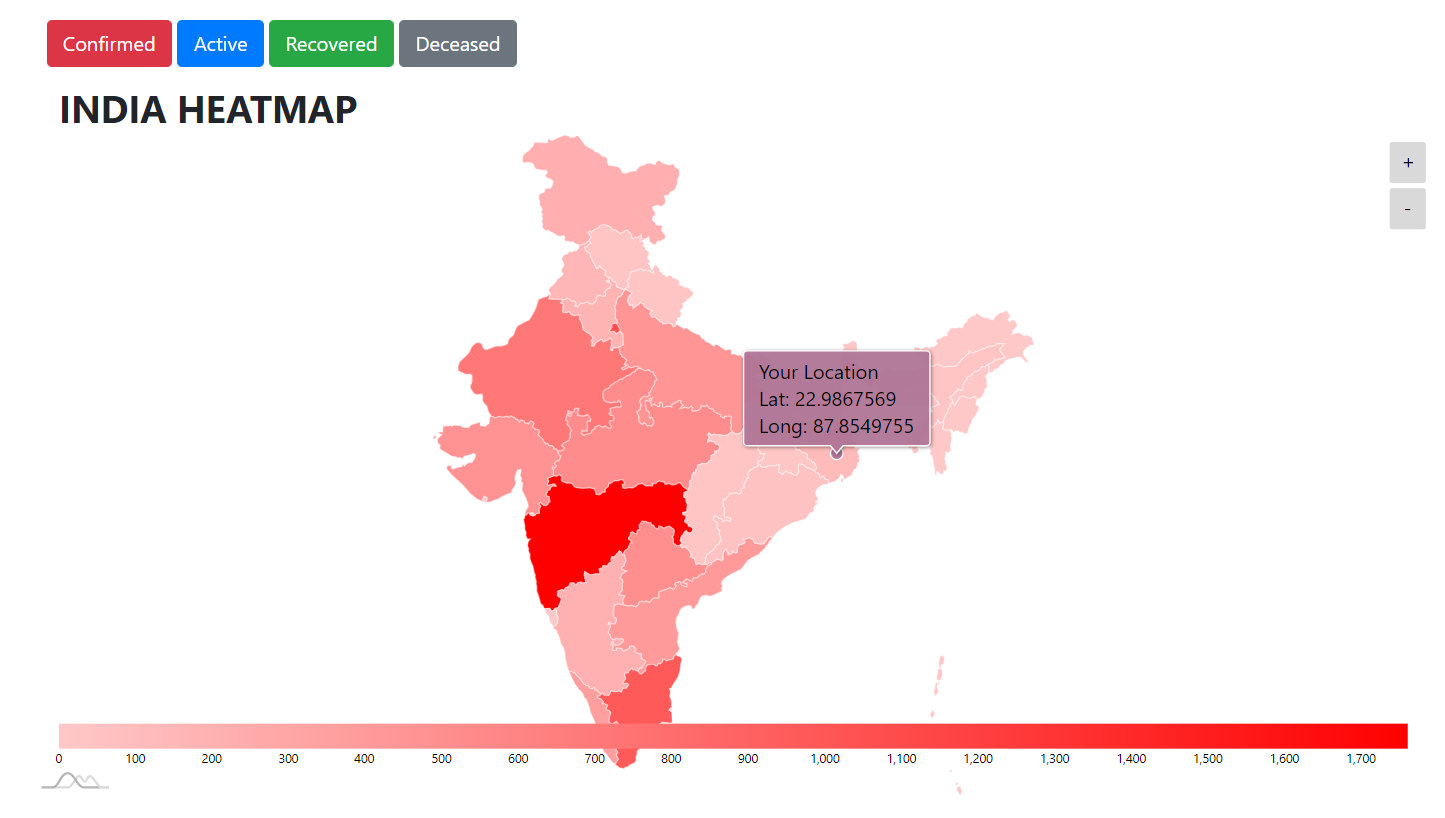 Confirmed Active Recovered Deceased
INDIA HEATMAP
+
-
Your Location
Lat: 22.9867569
Long: 87.8549755
0 100 200 300 400 500 600 700 800 900 1,000 1,100 1,200 1,300 1,400 1,500 1,600 1,700